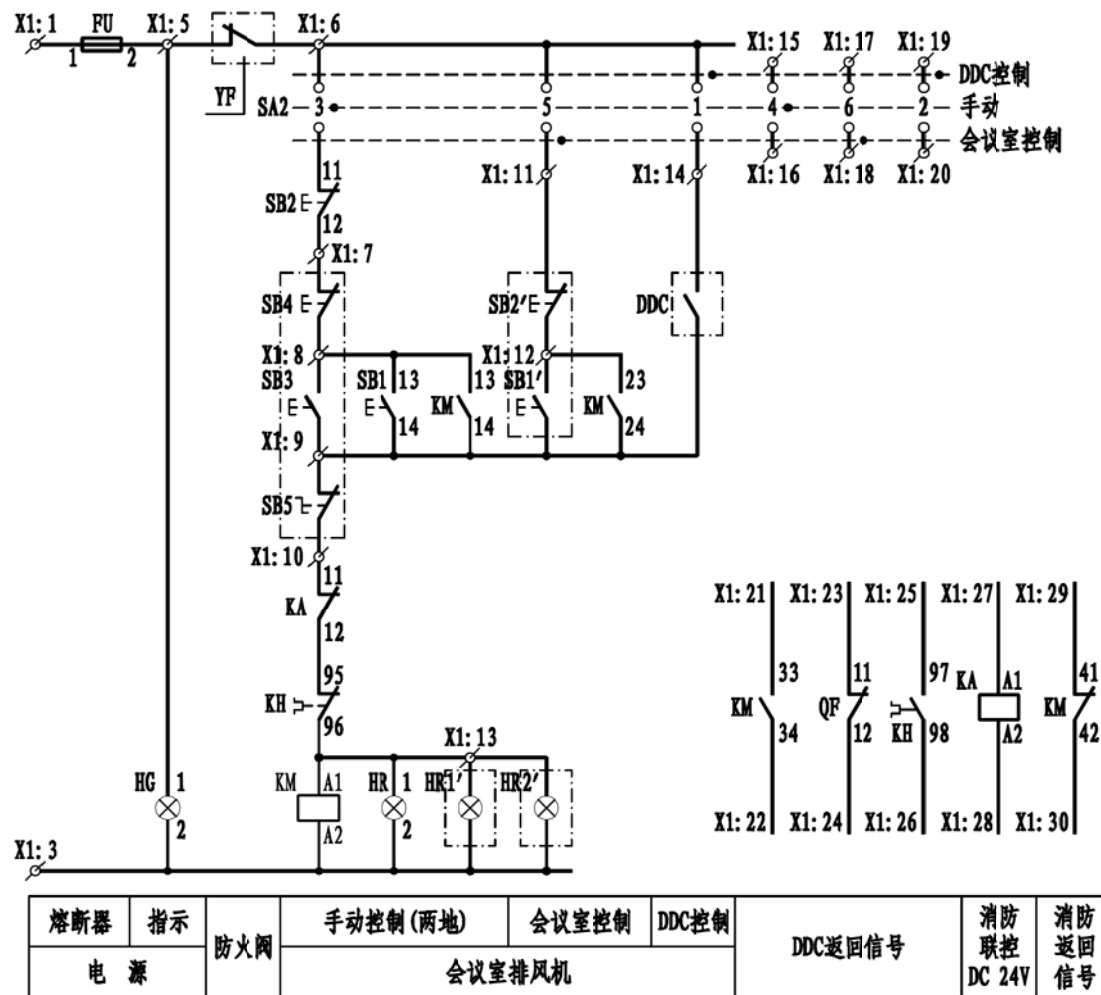 X1:1
FU
X1:5
X1:6
1
2
X1:15
X1:17
X1:19
DDC控制
YF
SA2
3
5
1
4
6
2
手动
会议室控制
X1:16
X1:18
X1:20
11
X1:11
X1:14
SB2
12
X1:7
SB4
SB2′
DDC
X1:8
X1:12
SB3
SB1
13
13
SB1′
23
KM
KM
14
14
24
X1:9
SB5
X1:10
11
KA
12
X1:21
X1:23
X1:25
X1:27
X1:29
95
33
11
97
KA
A1
41
KH
KM
QF
KH
KM
96
34
12
98
A2
42
X1:13
HG
1
KM
A1
HR
1
HR1′
HR2′
2
A2
2
X1:22
X1:24
X1:26
X1:28
X1:30
X1:3
熔断器
指示
防火阀
手动控制(两地)
会议室控制
DDC控制
DDC返回信号
消防
联控
DC 24V
消防
返回
信号
电 源
会议室排风机